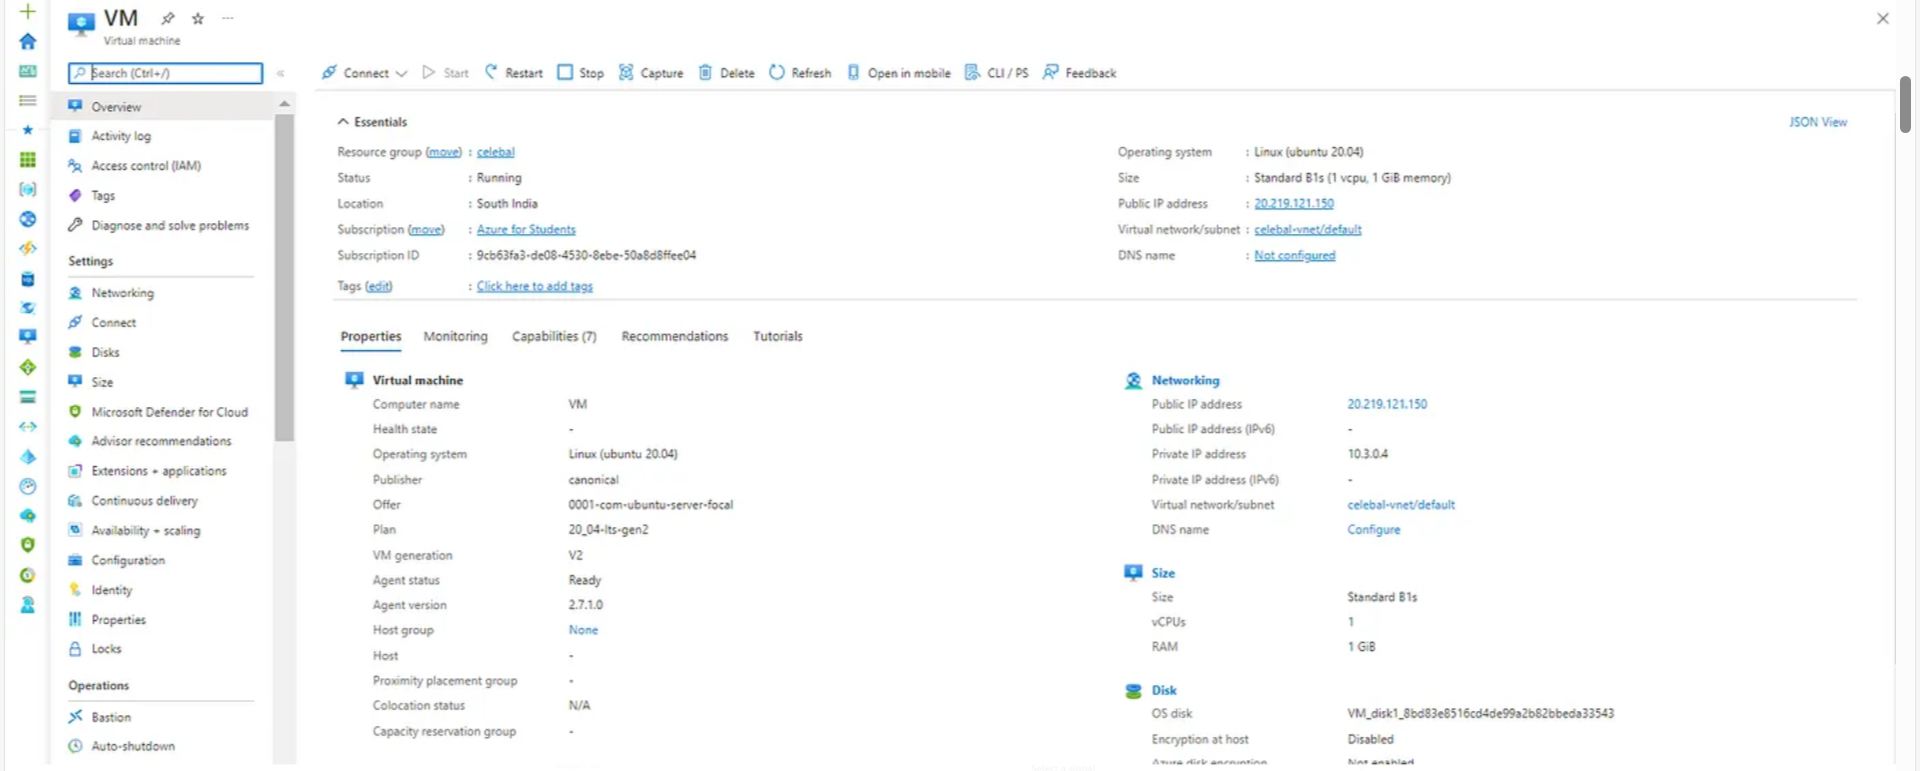 VM
Virtual machine
Search (Ctrl+/)
«
Overview
Activity log
Access control (IAM)
Tags
Diagnose and solve problems
Settings
Networking
Connect
Disks
Size
Microsoft Defender for Cloud
Advisor recommendations
Extensions + applications
Continuous delivery
Availability + scaling
Configuration
Identity
Properties
Locks
Operations
Bastion
Auto-shutdown
Connect Start Restart Stop Capture Delete Refresh Open in mobile CLI / PS Feedback
Essentials
JSON View
Resource group (move) : celebal
Status : Running
Location : South India
Subscription (move) : Azure for Students
Subscription ID : 9cb63fa3-de08-4530-8ebe-50a8d8ffee04
Tags (edit) : Click here to add tags
Operating system : Linux (ubuntu 20.04)
Size : Standard B1s (1 vcpu, 1 GiB memory)
Public IP address : 20.219.121.150
Virtual network/subnet : celebal-vnet/default
DNS name : Not configured
Properties Monitoring Capabilities (7) Recommendations Tutorials
Virtual machine
Computer name VM
Health state -
Operating system Linux (ubuntu 20.04)
Publisher canonical
Offer 0001-com-ubuntu-server-focal
Plan 20_04-lts-gen2
VM generation V2
Agent status Ready
Agent version 2.7.1.0
Host group None
Host -
Proximity placement group -
Colocation status N/A
Capacity reservation group -
Networking
Public IP address 20.219.121.150
Public IP address (IPv6) -
Private IP address 10.3.0.4
Private IP address (IPv6) -
Virtual network/subnet celebal-vnet/default
DNS name Configure
Size
Size Standard B1s
vCPUs 1
RAM 1 GiB
Disk
OS disk VM_disk1_8bd83e8516cd4de99a2b82bbeda33543
Encryption at host Disabled
Azure disk encryption Not enabled